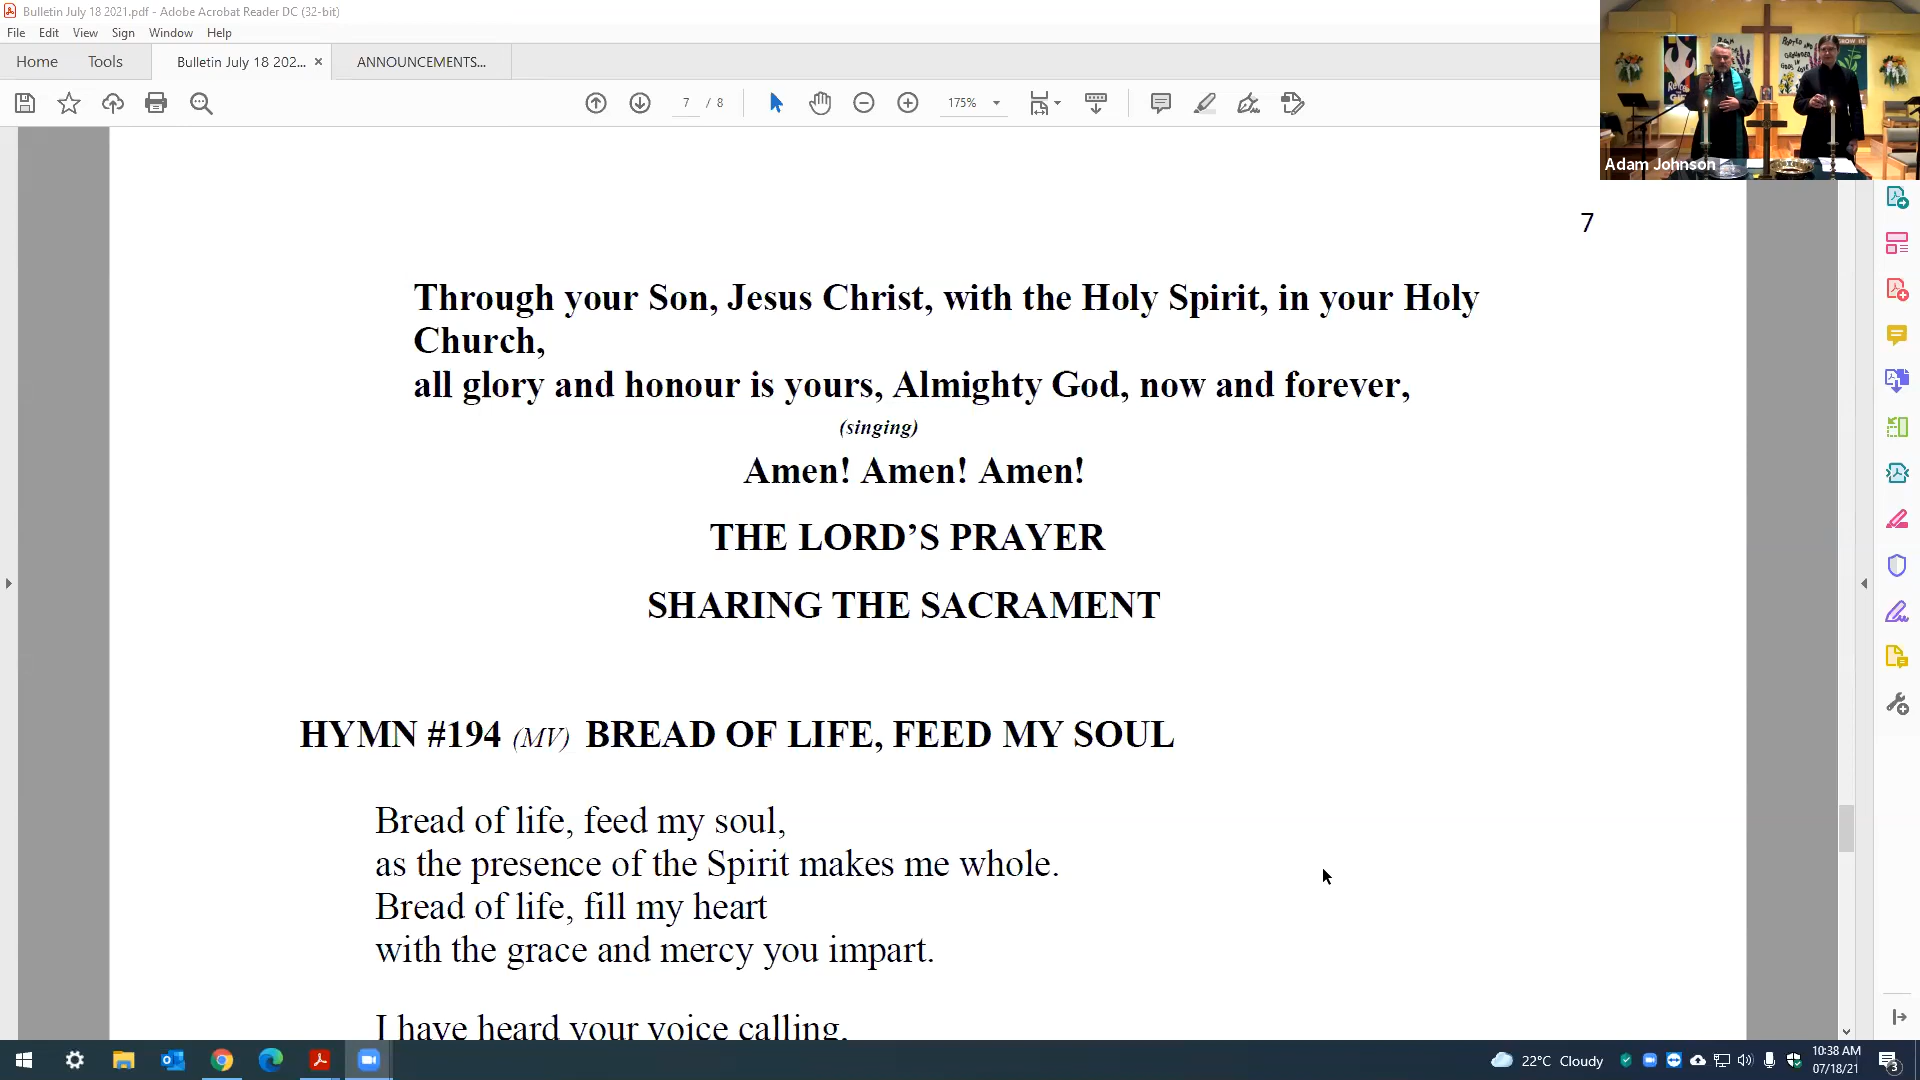 Bulletin July 18 2021.pdf - Adobe Acrobat Reader DC (32-bit)
File Edit View Sign Window Help
Home Tools Bulletin July 18 202... × ANNOUNCEMENTS...
7 / 8 175%
Adam Johnson
7
Through your Son, Jesus Christ, with the Holy Spirit, in your Holy
Church,
all glory and honour is yours, Almighty God, now and forever,
(singing)
Amen! Amen! Amen!
THE LORD’S PRAYER
SHARING THE SACRAMENT
HYMN #194 (MV) BREAD OF LIFE, FEED MY SOUL
Bread of life, feed my soul,
as the presence of the Spirit makes me whole.
Bread of life, fill my heart
with the grace and mercy you impart.
I have heard your voice calling,
22°C Cloudy
10:38 AM
07/18/21
3